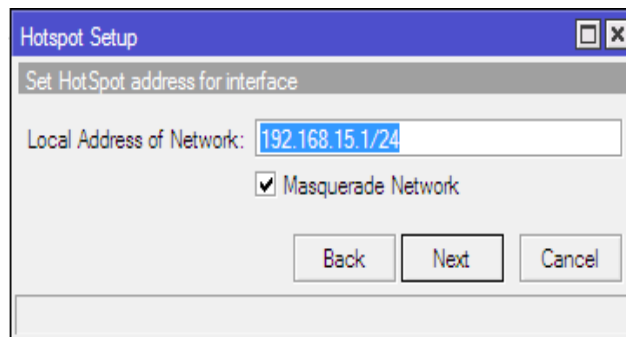 Hotspot Setup
Set HotSpot address for interface
Local Address of Network: 192.168.15.1/24
Masquerade Network
Back Next Cancel